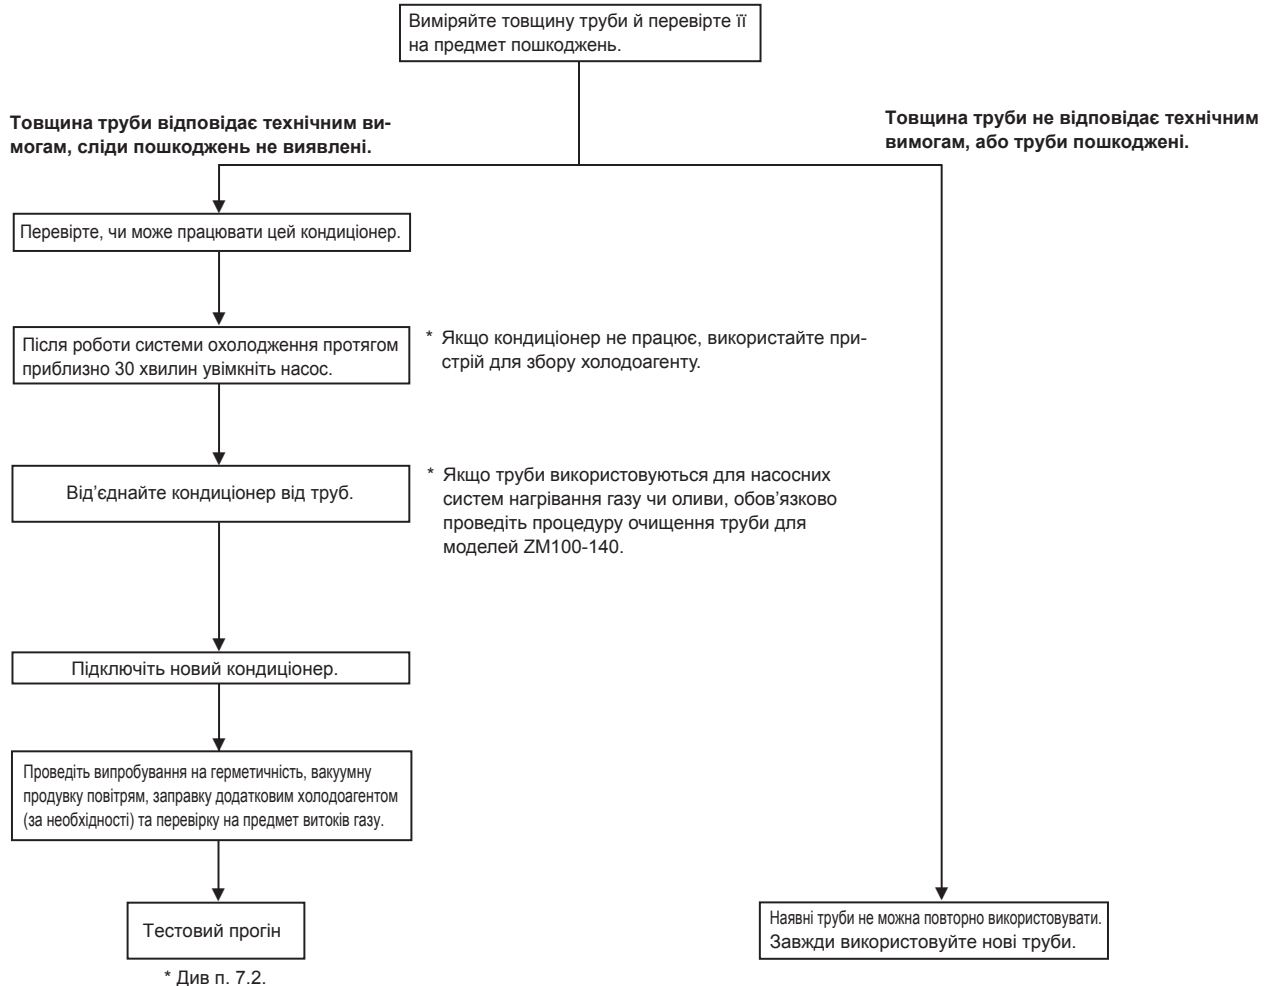 Виміряйте товщину труби й перевірте її
на предмет пошкоджень.
Товщина труби відповідає технічним ви-
могам, сліди пошкоджень не виявлені.
Товщина труби не відповідає технічним
вимогам, або труби пошкоджені.
Перевірте, чи може працювати цей кондиціонер.
Після роботи системи охолодження протягом
приблизно 30 хвилин увімкніть насос.
* Якщо кондиціонер не працює, використайте при-
стрій для збору холодоагенту.
Від’єднайте кондиціонер від труб.
* Якщо труби використовуються для насосних
систем нагрівання газу чи оливи, обов’язково
проведіть процедуру очищення труби для
моделей ZM100-140.
Підключіть новий кондиціонер.
Проведіть випробування на герметичність, вакуумну
продувку повітрям, заправку додатковим холодоагентом
(за необхідності) та перевірку на предмет витоків газу.
Тестовий прогін
* Див п. 7.2.
Наявні труби не можна повторно використовувати.
Завжди використовуйте нові труби.